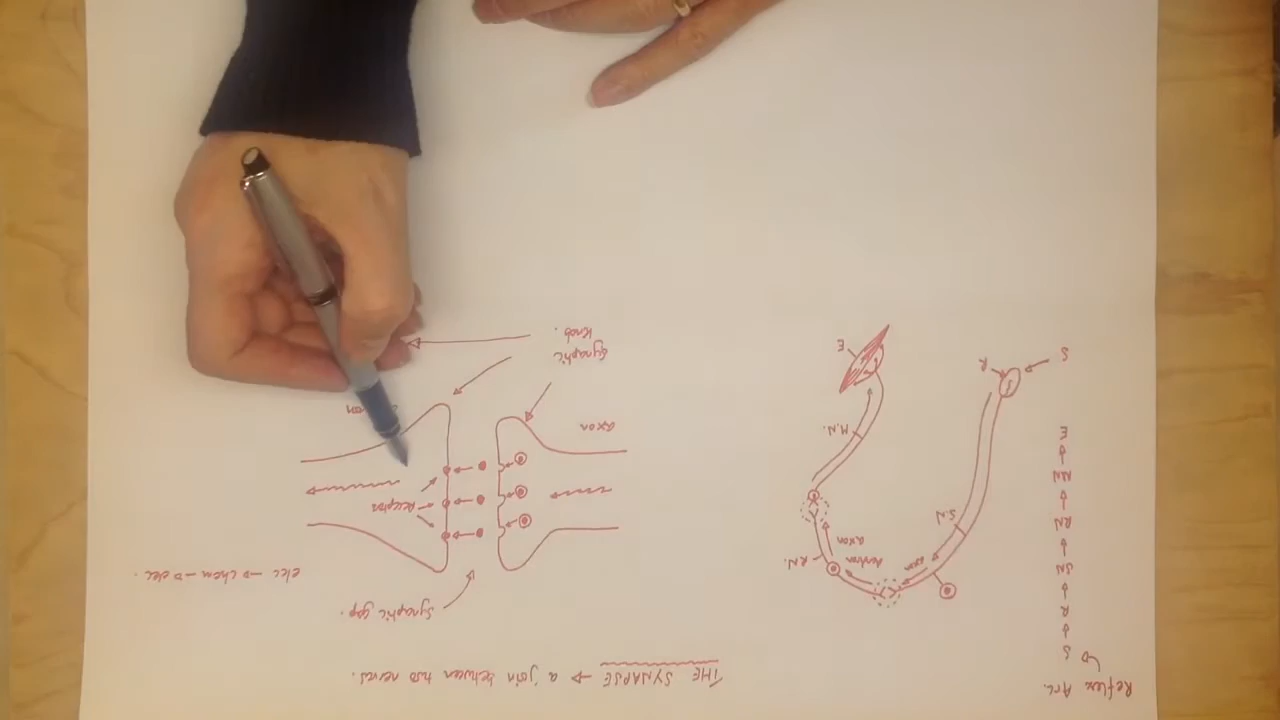 Reflex Arc.
S
R
SN
RN
MN
E
S
R
S.N
axon
dendron
R.N.
axon
M.N.
E
THE SYNAPSE → a join between two nerves.
Synaptic gap.
elec → chem → elec.
axon
receptor
Synaptic
Knob.